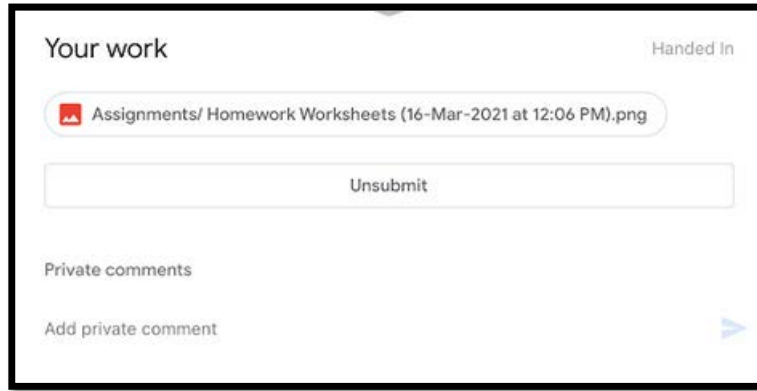 Your work
Handed In
Assignments/ Homework Worksheets (16-Mar-2021 at 12:06 PM).png
Unsubmit
Private comments
Add private comment